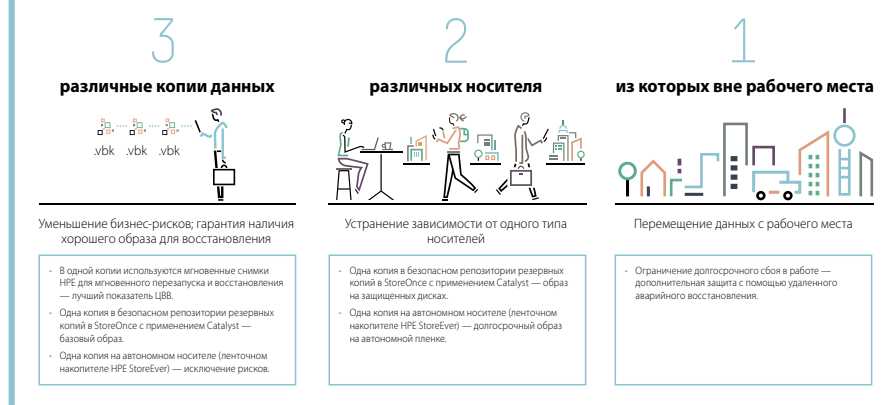 3
различные копии данных
.vbk .vbk .vbk
Уменьшение бизнес-рисков; гарантия наличия
хорошего образа для восстановления
- В одной копии используются мгновенные снимки
HPE для мгновенного перезапуска и восстановления
— лучший показатель ЦВВ.
- Одна копия в безопасном репозитории резервных
копий в StoreOnce с применением Catalyst —
базовый образ.
- Одна копия на автономном носителе (ленточном
накопителе HPE StoreEver) — исключение рисков.
2
различных носителя
Устранение зависимости от одного типа
носителей
- Одна копия в безопасном репозитории резервных
копий в StoreOnce с применением Catalyst — образ
на защищенных дисках.
- Одна копия на автономном носителе (ленточном
накопителе HPE StoreEver) — долгосрочный образ
на автономной пленке.
1
из которых вне рабочего места
Перемещение данных с рабочего места
- Ограничение долгосрочного сбоя в работе —
дополнительная защита с помощью удаленного
аварийного восстановления.